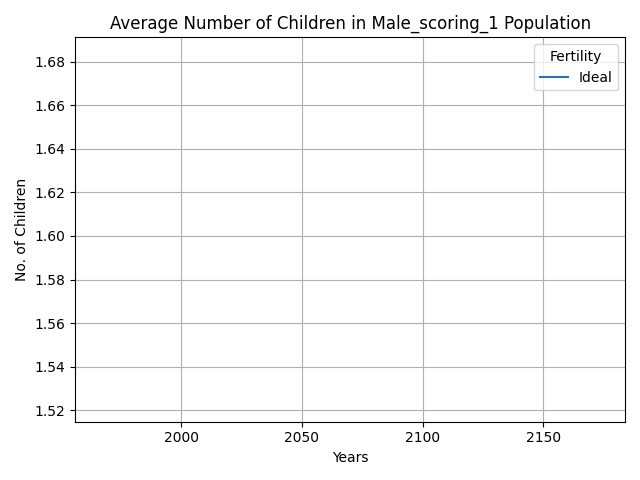 Average Number of Children in Male_scoring_1 Population
Fertility
Ideal
No. of Children
1.68
1.66
1.64
1.62
1.60
1.58
1.56
1.54
1.52
2000 2050 2100 2150
Years